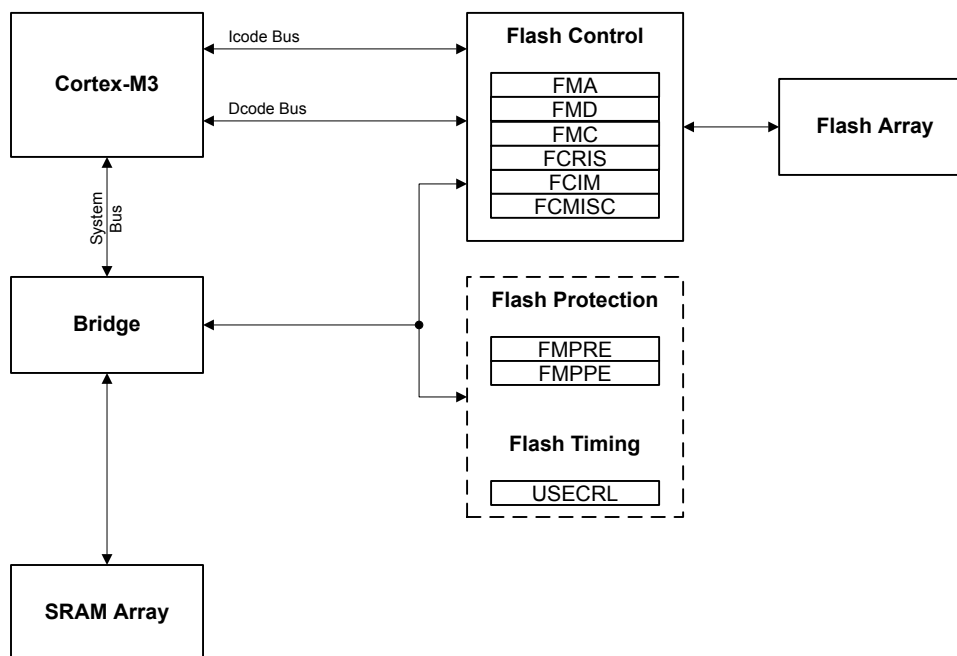 Icode Bus
Flash Control
Cortex-M3
FMA
FMD
Dcode Bus
FMC
Flash Array
FCRIS
FCIM
FCMISC
System
Bus
Flash Protection
Bridge
FMPRE
FMPPE
Flash Timing
USECRL
SRAM Array